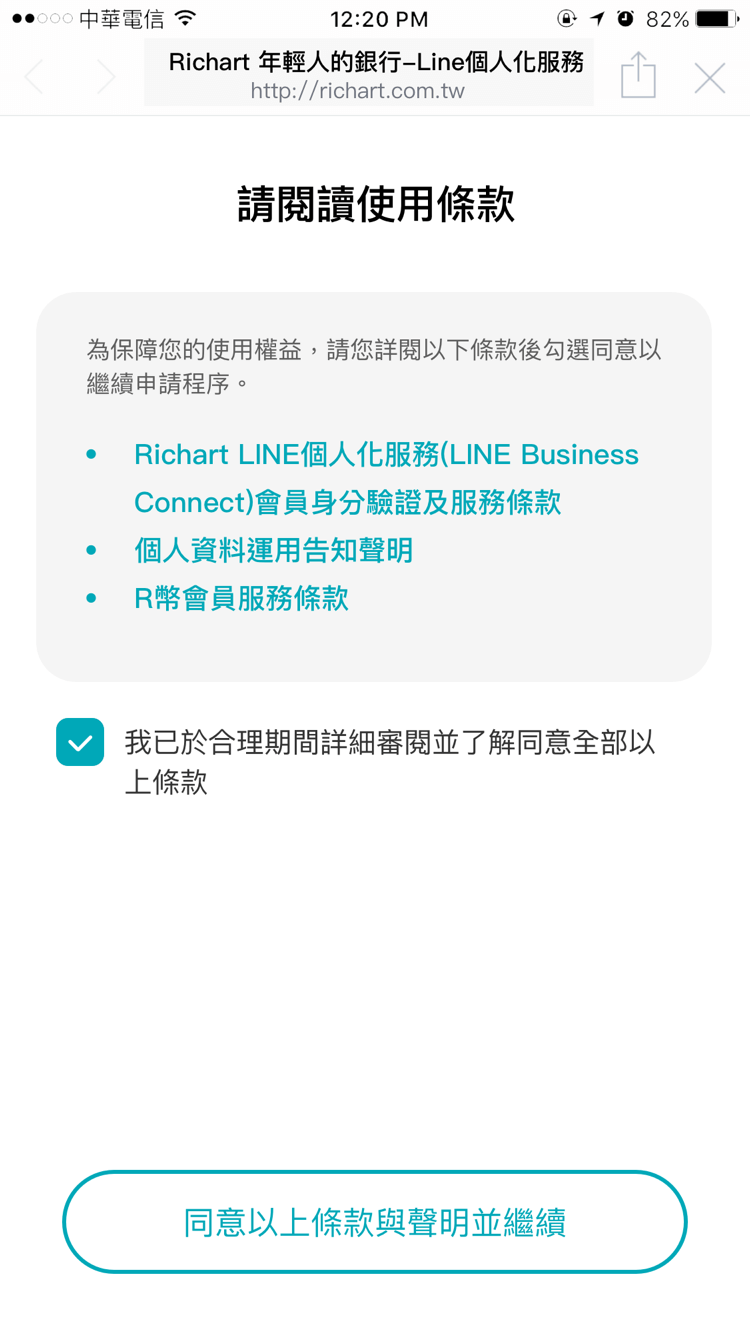 中華電信 12:20 PM 82%
Richart 年輕人的銀行–Line個人化服務
http://richart.com.tw
請閱讀使用條款
為保障您的使用權益，請您詳閱以下條款後勾選同意以
繼續申請程序。
• Richart LINE個人化服務(LINE Business
Connect)會員身分驗證及服務條款
• 個人資料運用告知聲明
• R幣會員服務條款
我已於合理期間詳細審閱並了解同意全部以
上條款
同意以上條款與聲明並繼續